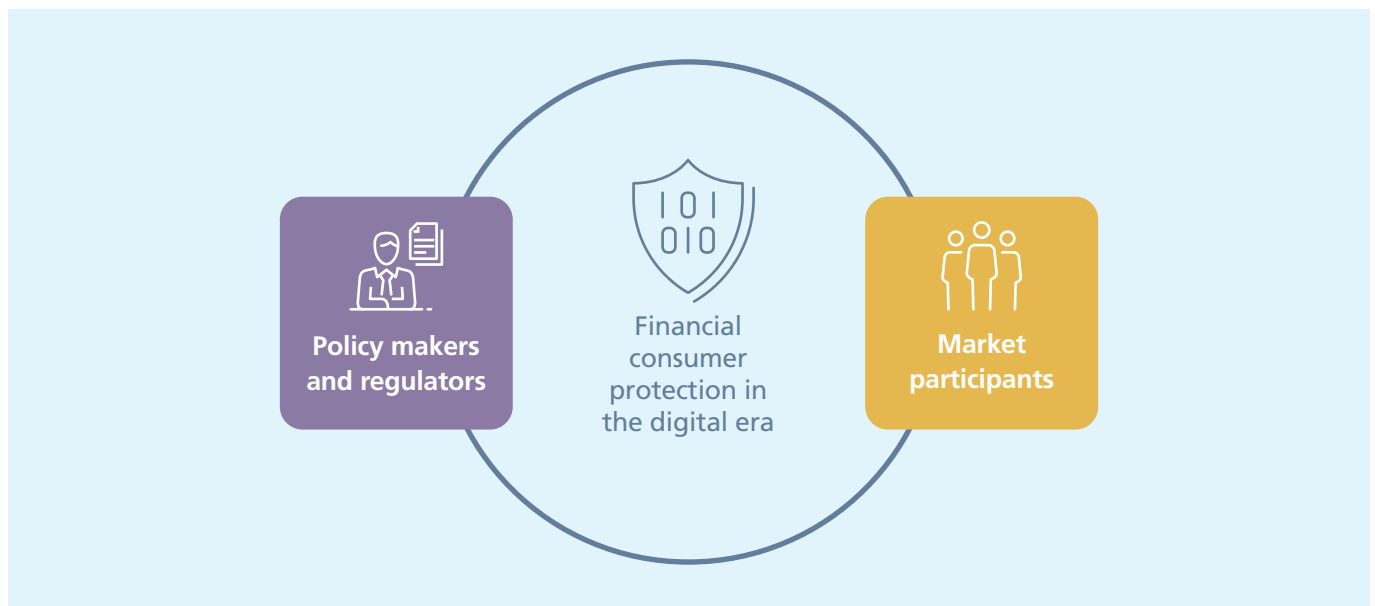 Policy makers
and regulators
101
010
Financial
consumer
protection in
the digital era
Market
participants